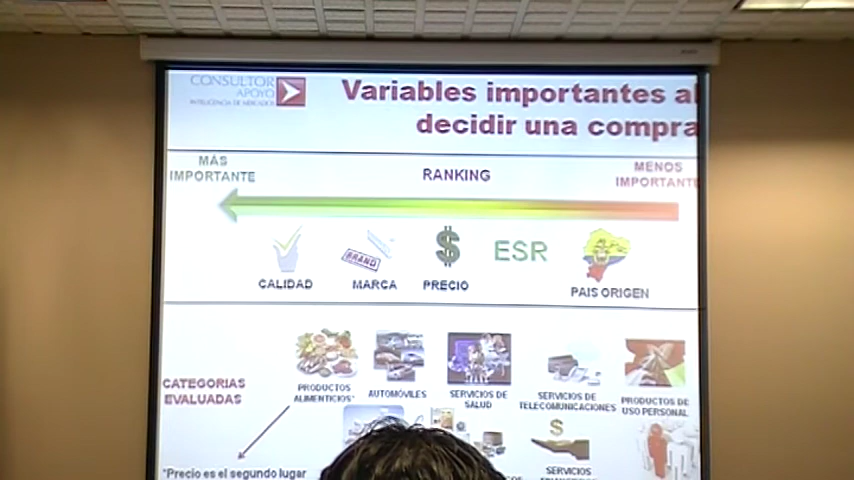 CONSULTOR
APOYO
INTELIGENCIA DE MERCADOS
Variables importantes al
decidir una compra
MÁS
IMPORTANTE
RANKING
MENOS
IMPORTANTE
BRAND
$
ESR
CALIDAD
MARCA
PRECIO
PAIS ORIGEN
CATEGORIAS
EVALUADAS
PRODUCTOS
ALIMENTICIOS*
AUTOMÓVILES
SERVICIOS DE
SALUD
SERVICIOS DE
TELECOMUNICACIONES
PRODUCTOS DE
USO PERSONAL
$
SERVICIOS
*Precio es el segundo lugar